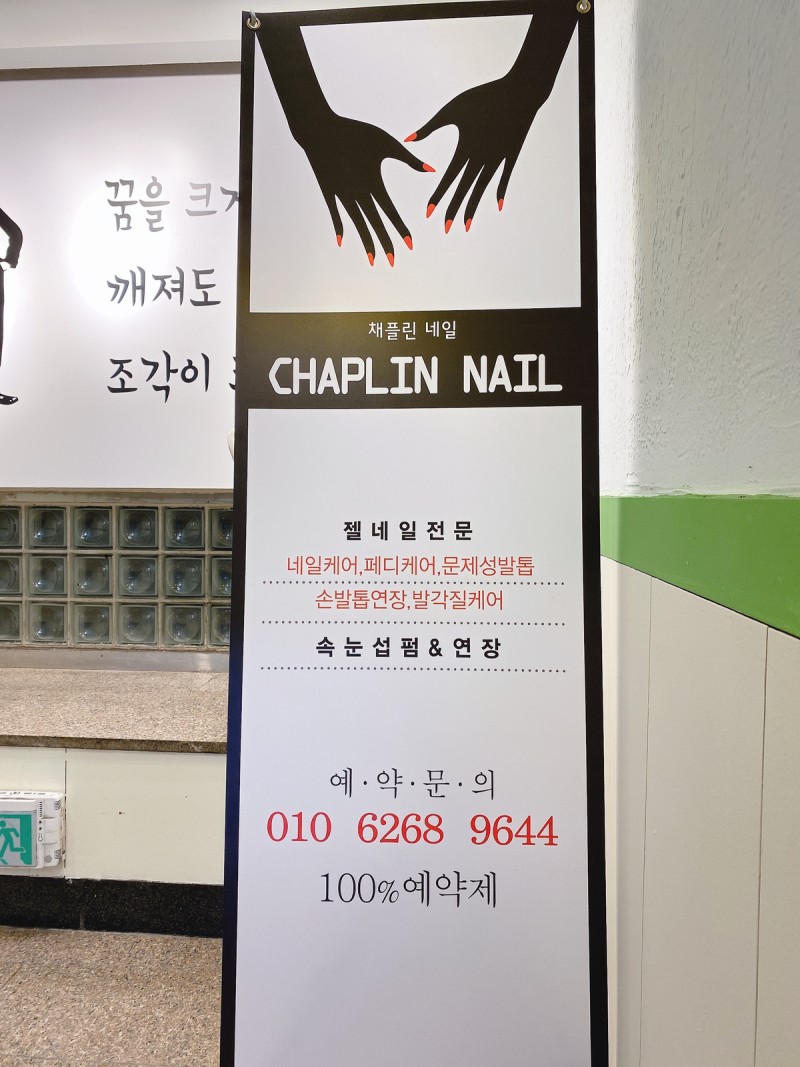 꿈을 크게
깨져도
조각이
채플린 네일
CHAPLIN NAIL
젤네일전문
네일케어,페디케어,문제성발톱
손발톱연장,발각질케어
속눈섭펌&연장
예·약·문·의
010 6268 9644
100%예약제